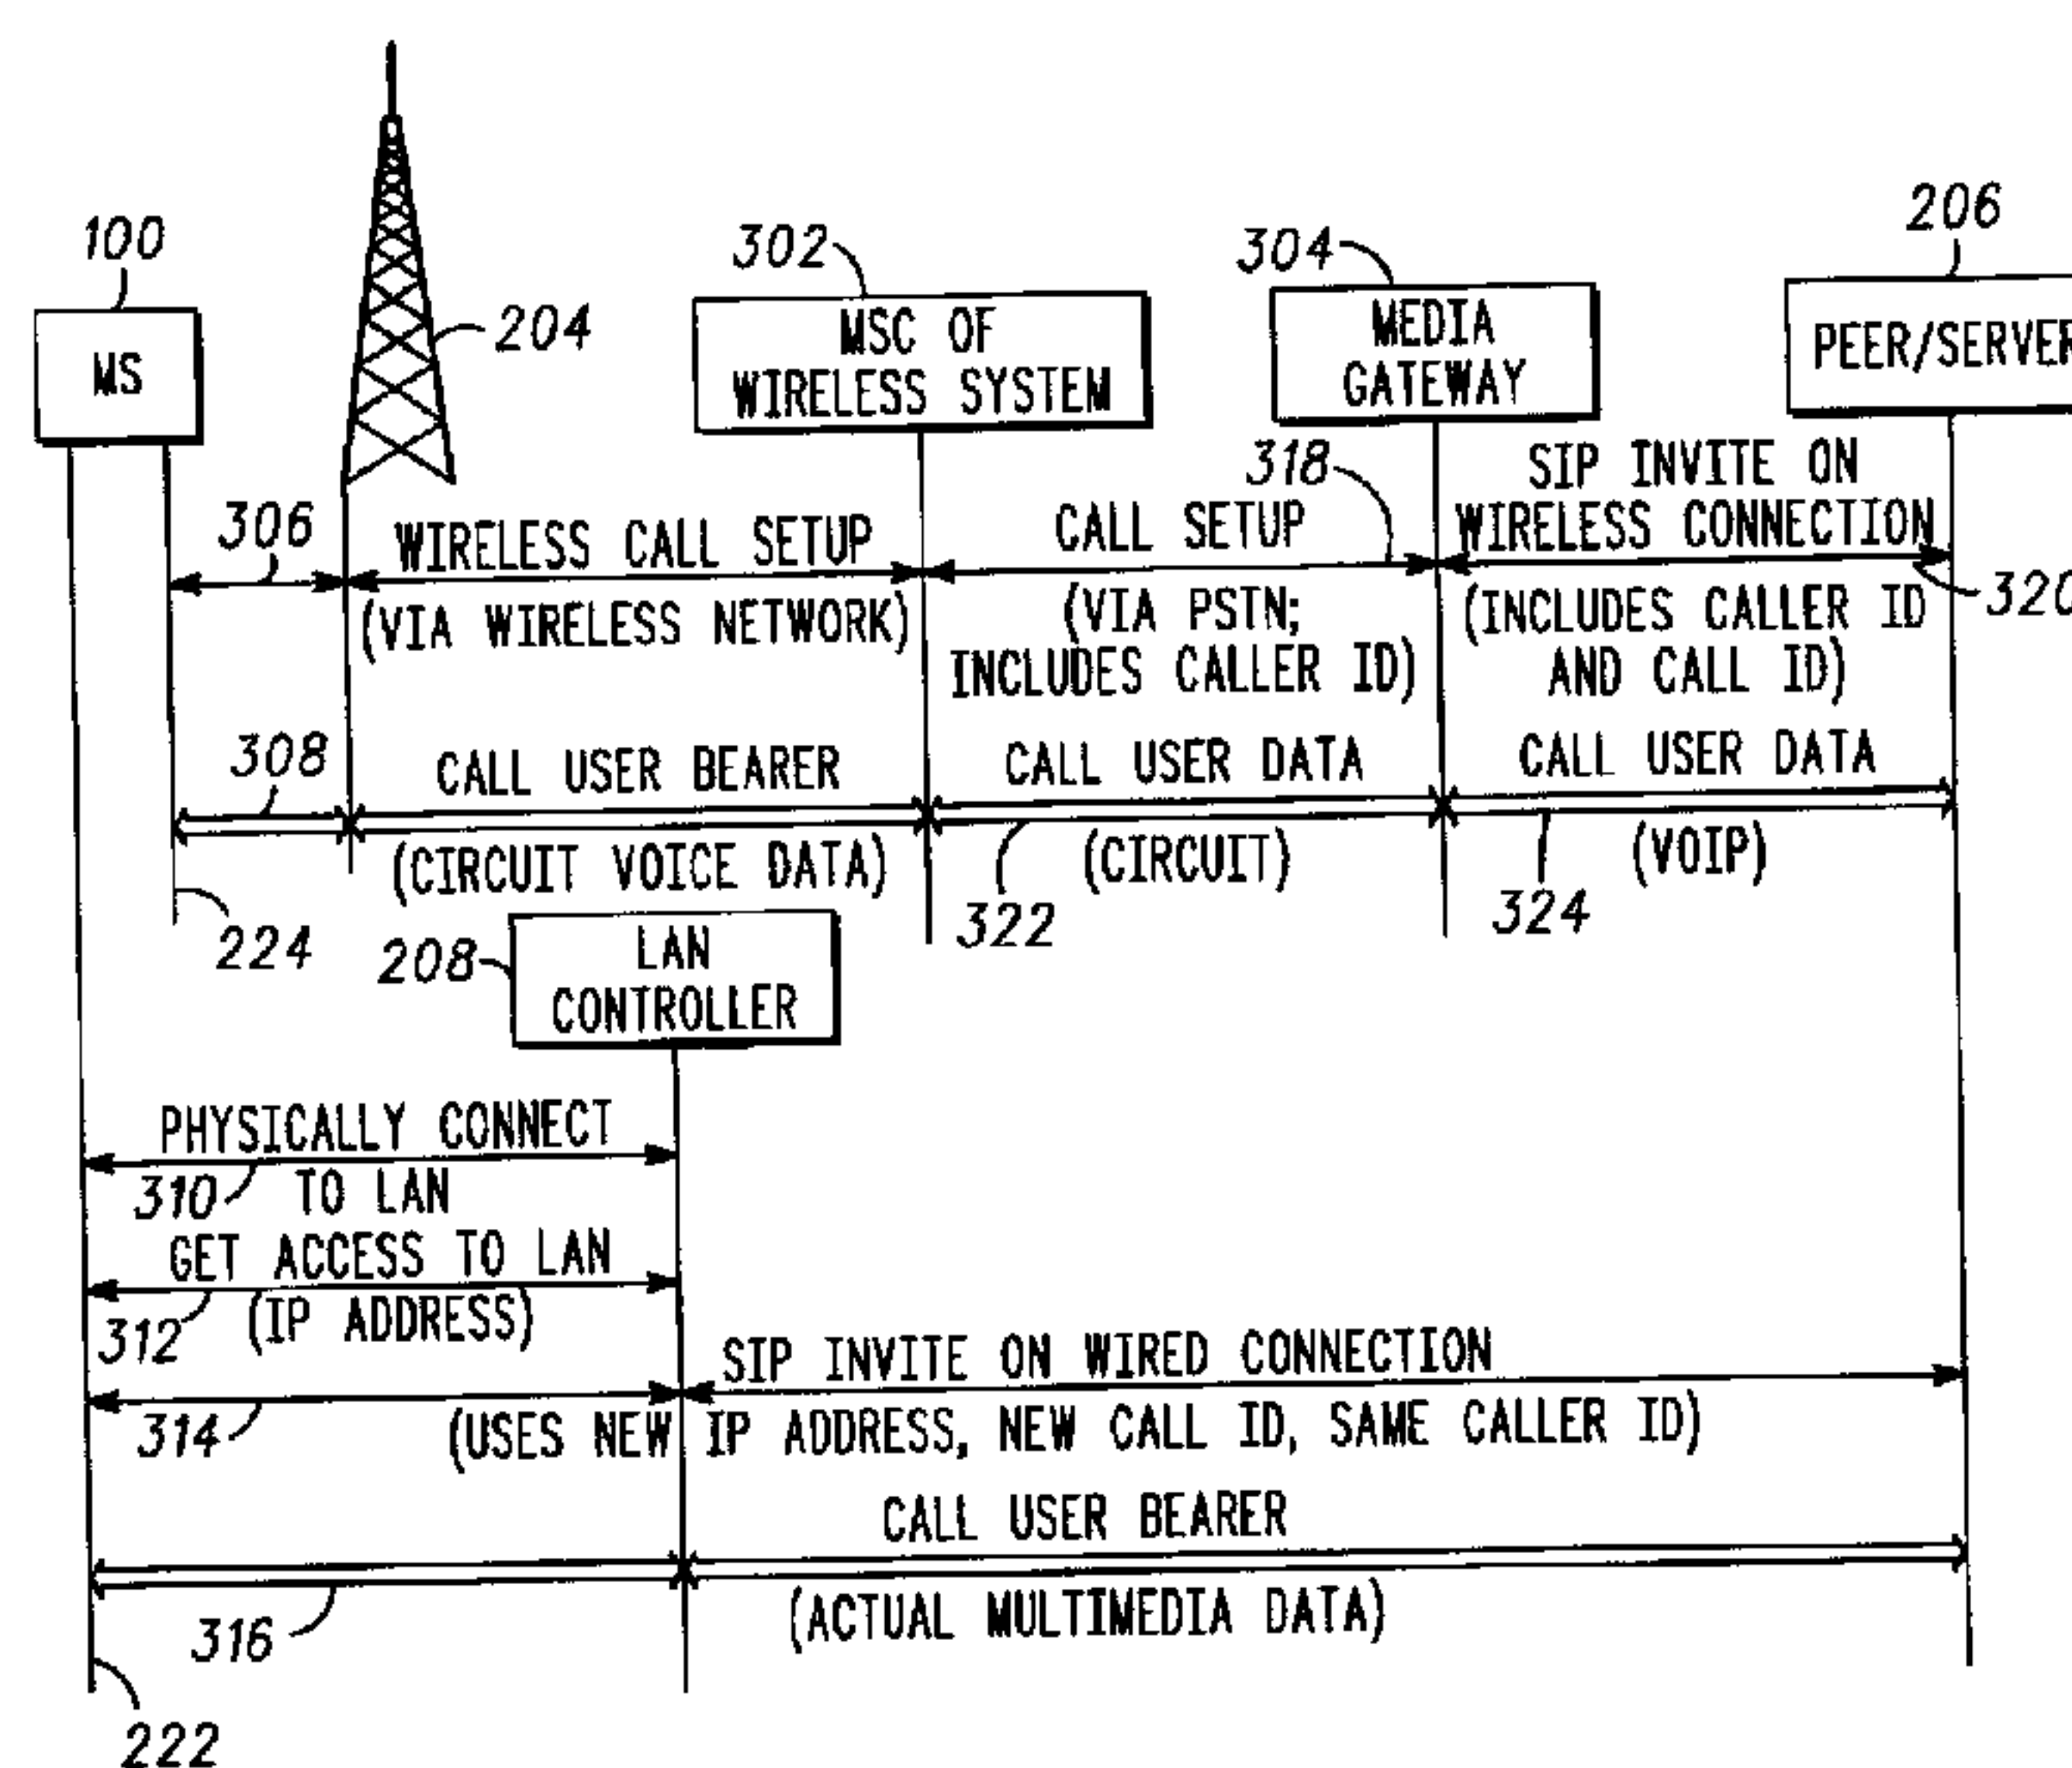 100
204
302
304
206
MS
MSC OF
WIRELESS SYSTEM
MEDIA
GATEWAY
PEER/SERVER
318
SIP INVITE ON
WIRELESS CONNECTION
306
WIRELESS CALL SETUP
CALL SETUP
(VIA WIRELESS NETWORK)
(VIA PSTN;
INCLUDES CALLER ID)
(INCLUDES CALLER ID
AND CALL ID)
320
308
CALL USER BEARER
CALL USER DATA
CALL USER DATA
(CIRCUIT VOICE DATA)
(CIRCUIT)
(VOIP)
224
322
324
208
LAN
CONTROLLER
PHYSICALLY CONNECT
310
TO LAN
GET ACCESS TO LAN
312
(IP ADDRESS)
SIP INVITE ON WIRED CONNECTION
314
(USES NEW IP ADDRESS, NEW CALL ID, SAME CALLER ID)
CALL USER BEARER
316
(ACTUAL MULTIMEDIA DATA)
222